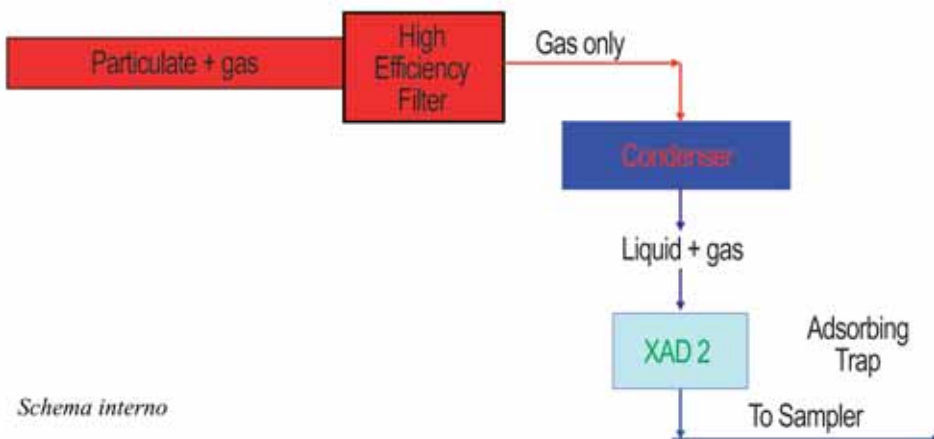 Particulate + gas
High
Efficiency
Filter
Gas only
Condenser
Liquid + gas
XAD 2
Adsorbing
Trap
To Sampler
Schema interno